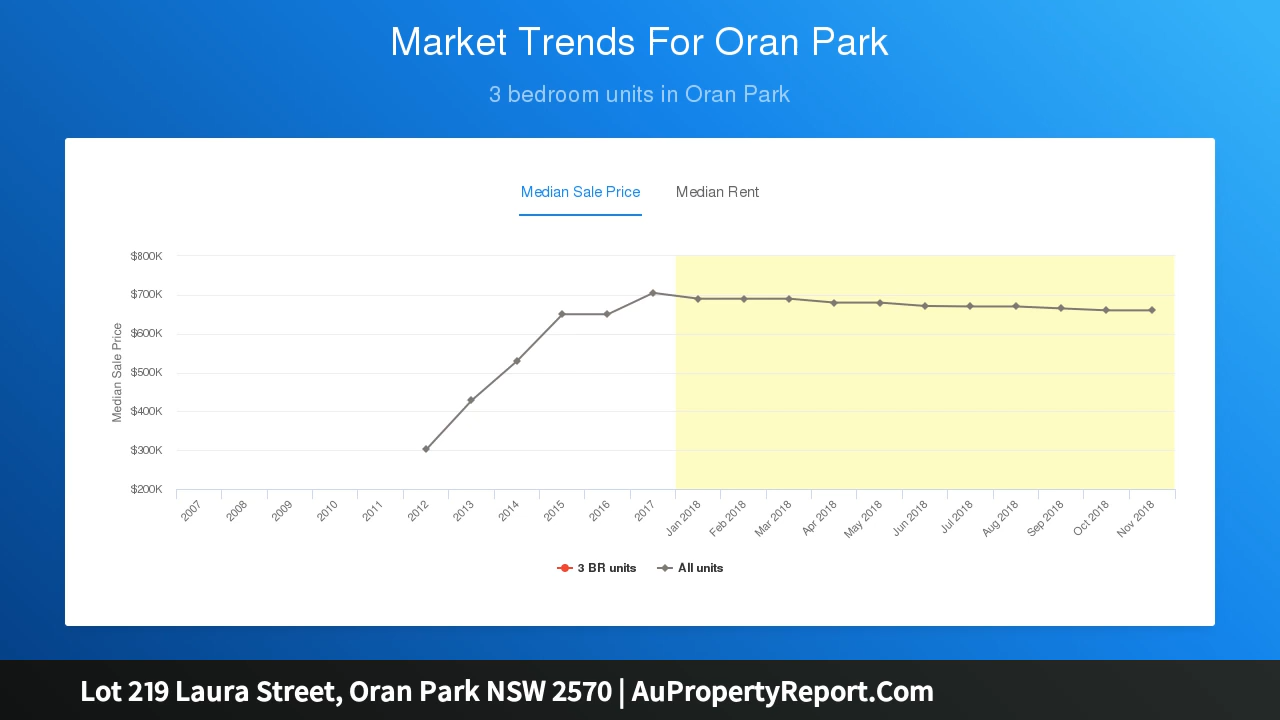 Market Trends For Oran Park
3 bedroom units in Oran Park
Median Sale Price Median Rent
$800K
$700K
$600K
$500K
$400K
$300K
$200K
Median Sale Price
2007 2008 2009 2010 2011 2012 2013 2014 2015 2016 2017 Jan 2018 Feb 2018 Mar 2018 Apr 2018 May 2018 Jun 2018 Jul 2018 Aug 2018 Sep 2018 Oct 2018 Nov 2018
3 BR units All units
Lot 219 Laura Street, Oran Park NSW 2570 | AuPropertyReport.Com